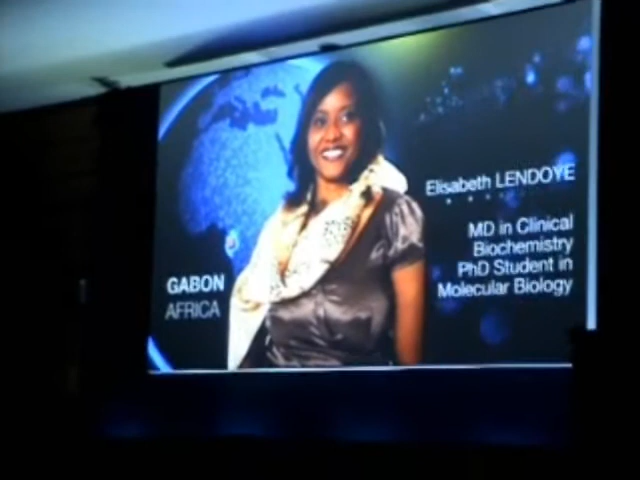 Elisabeth LENDOYE
MD in Clinical
Biochemistry
PhD Student in
Molecular Biology
GABON
AFRICA